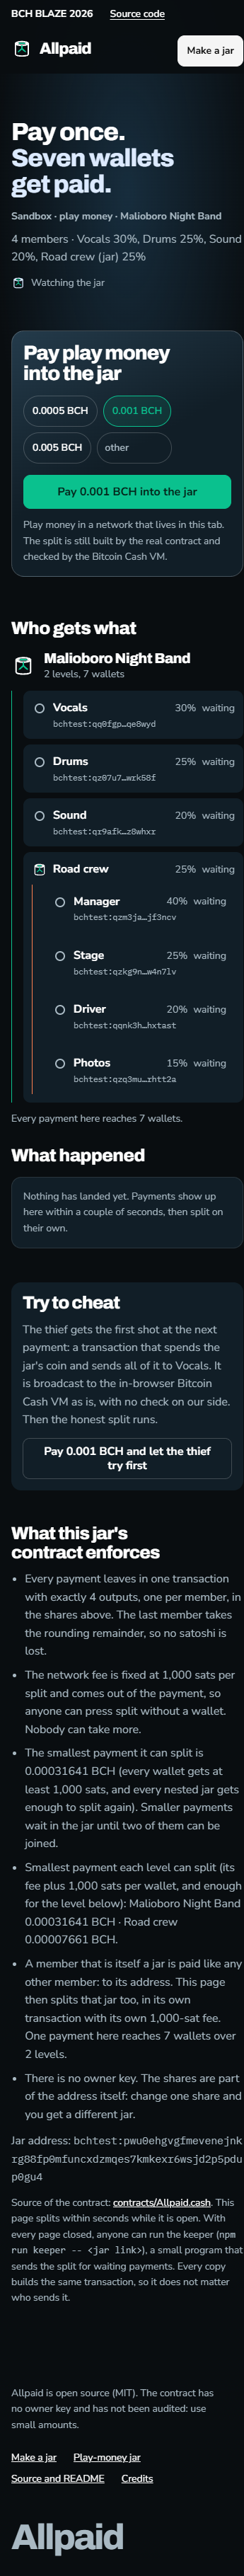 BCH BLAZE 2026 Source code
Allpaid
Make a jar
Pay once.
Seven wallets
get paid.
Sandbox · play money · Malioboro Night Band
4 members · Vocals 30%, Drums 25%, Sound
20%, Road crew (jar) 25%
Watching the jar
Pay play money
into the jar
0.0005 BCH 0.001 BCH
0.005 BCH other
Pay 0.001 BCH into the jar
Play money in a network that lives in this tab.
The split is still built by the real contract and
checked by the Bitcoin Cash VM.
Who gets what
Malioboro Night Band
2 levels, 7 wallets
Vocals 30% waiting
bchtest:qq0fgp…qe8wyd
Drums 25% waiting
bchtest:qz07u7…wrk58f
Sound 20% waiting
bchtest:qr9afk…z8whxr
Road crew 25% waiting
Manager 40% waiting
bchtest:qzm3ja…jf3ncv
Stage 25% waiting
bchtest:qzkg9n…w4n7lv
Driver 20% waiting
bchtest:qqnk3h…hxtast
Photos 15% waiting
bchtest:qzq3mu…rhtt2a
Every payment here reaches 7 wallets.
What happened
Nothing has landed yet. Payments show up
here within a couple of seconds, then split on
their own.
Try to cheat
The thief gets the first shot at the next
payment: a transaction that spends the
jar's coin and sends all of it to Vocals. It
is as is, with no check on our side.
Then the honest split runs.
Pay 0.001 BCH and let the thief
try first
What this jar's
contract enforces
• Every payment leaves in one transaction
with exactly 4 outputs, one per member, in
the shares above. The last member takes
the rounding remainder, so no satoshi is
lost.
• The network fee is fixed at 1,000 sats per
split and comes out of the payment, so
anyone can press split without a wallet.
Nobody can take more.
• The smallest payment it can split is
0.00031641 BCH (every wallet gets at
least 1,000 sats, and every nested jar gets
enough to split again). Smaller payments
wait in the jar until two of them can be
joined.
• Smallest payment each level can split (its
fee plus 1,000 sats per wallet, and enough
for the level below): Malioboro Night Band
0.00031641 BCH · Road crew
0.00007661 BCH.
• A member that is itself a jar is paid like any
other member: to its address. This page
then splits that jar too, in its own
transaction with its own 1,000-sat fee.
One payment here reaches 7 wallets over
2 levels.
• There is no owner key. The shares are part
of the address itself: change one share and
you get a different jar.
Jar address: bchtest:pwu0ehgvgfmevenejnk
rg88fp0mfuncxdzmqes7kmkexr6wsjd2p5pdu
p0gu4
Source of the contract: contracts/Allpaid.cash. This
page splits within seconds while it is open. With
every page closed, anyone can run the keeper (npm
run keeper -- <jar link>), a small program that
sends the split for waiting payments. Every copy
builds the same transaction, so it does not matter
who sends it.
Allpaid is open source (MIT). The contract has
no owner key and has not been audited: use
small amounts.
Make a jar Play-money jar
Source and README Credits
Allpaid